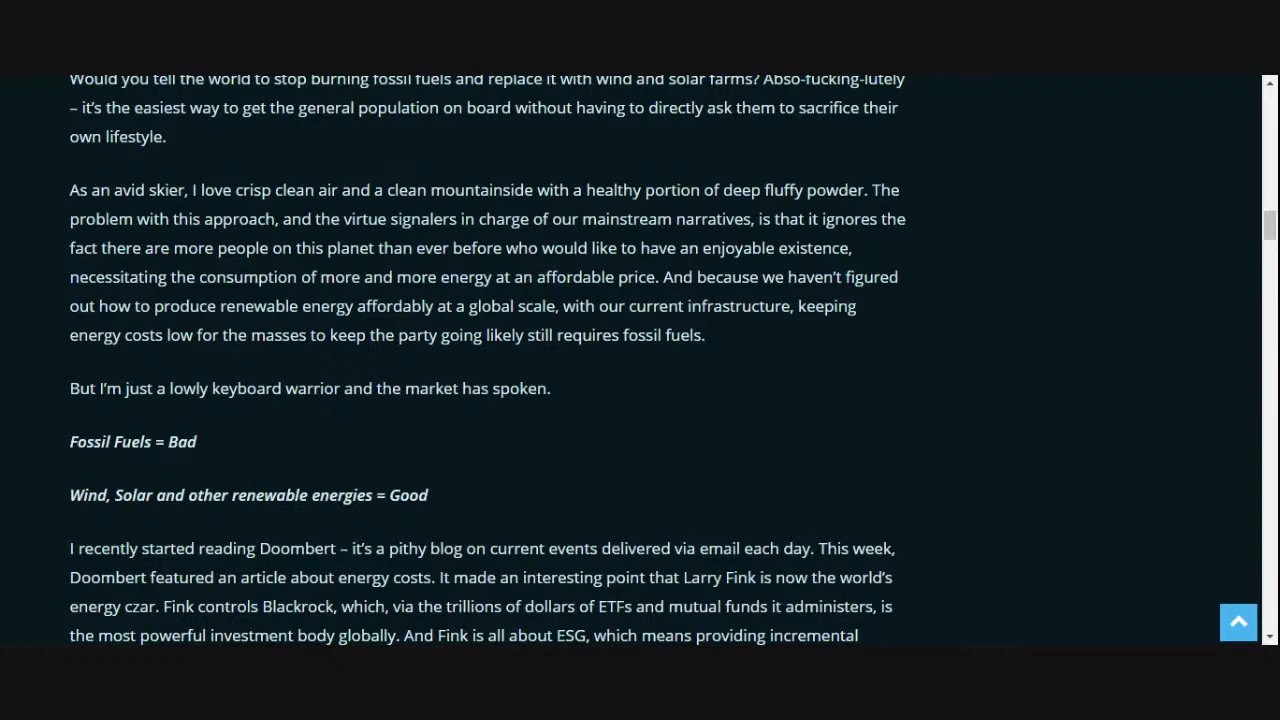 Would you tell the world to stop burning fossil fuels and replace it with wind and solar farms? Abso-fucking-lutely
– it’s the easiest way to get the general population on board without having to directly ask them to sacrifice their
own lifestyle.
As an avid skier, I love crisp clean air and a clean mountainside with a healthy portion of deep fluffy powder. The
problem with this approach, and the virtue signalers in charge of our mainstream narratives, is that it ignores the
fact there are more people on this planet than ever before who would like to have an enjoyable existence,
necessitating the consumption of more and more energy at an affordable price. And because we haven’t figured
out how to produce renewable energy affordably at a global scale, with our current infrastructure, keeping
energy costs low for the masses to keep the party going likely still requires fossil fuels.
But I’m just a lowly keyboard warrior and the market has spoken.
Fossil Fuels = Bad
Wind, Solar and other renewable energies = Good
I recently started reading Doombert – it’s a pithy blog on current events delivered via email each day. This week,
Doombert featured an article about energy costs. It made an interesting point that Larry Fink is now the world’s
energy czar. Fink controls Blackrock, which, via the trillions of dollars of ETFs and mutual funds it administers, is
the most powerful investment body globally. And Fink is all about ESG, which means providing incremental